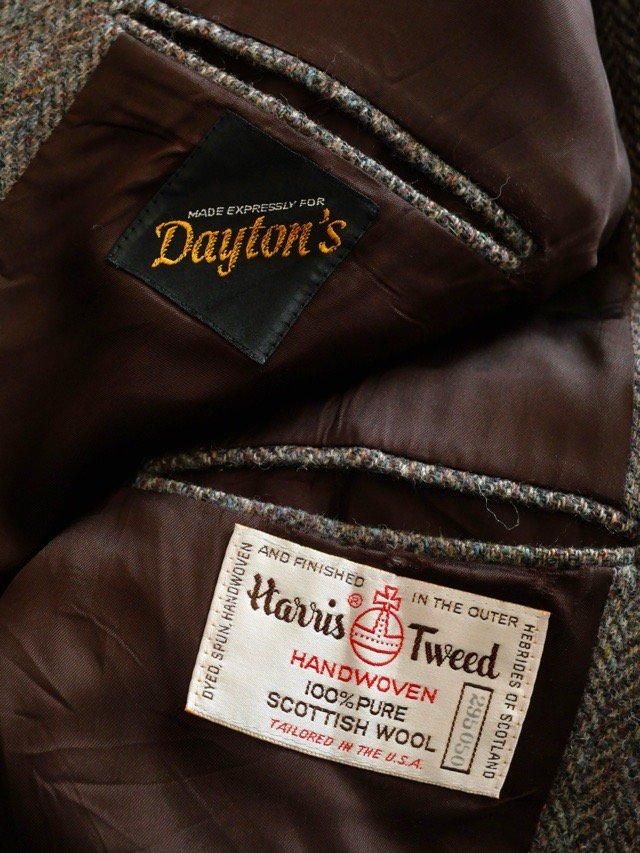 MADE EXPRESSLY FOR
Dayton's
DYED, SPUN, HANDWOVEN
AND FINISHED
IN THE OUTER
HEBRIDES OF SCOTLAND
Harris ®
Tweed
HANDWOVEN
100% PURE
SCOTTISH WOOL
TAILORED IN THE U.S.A.